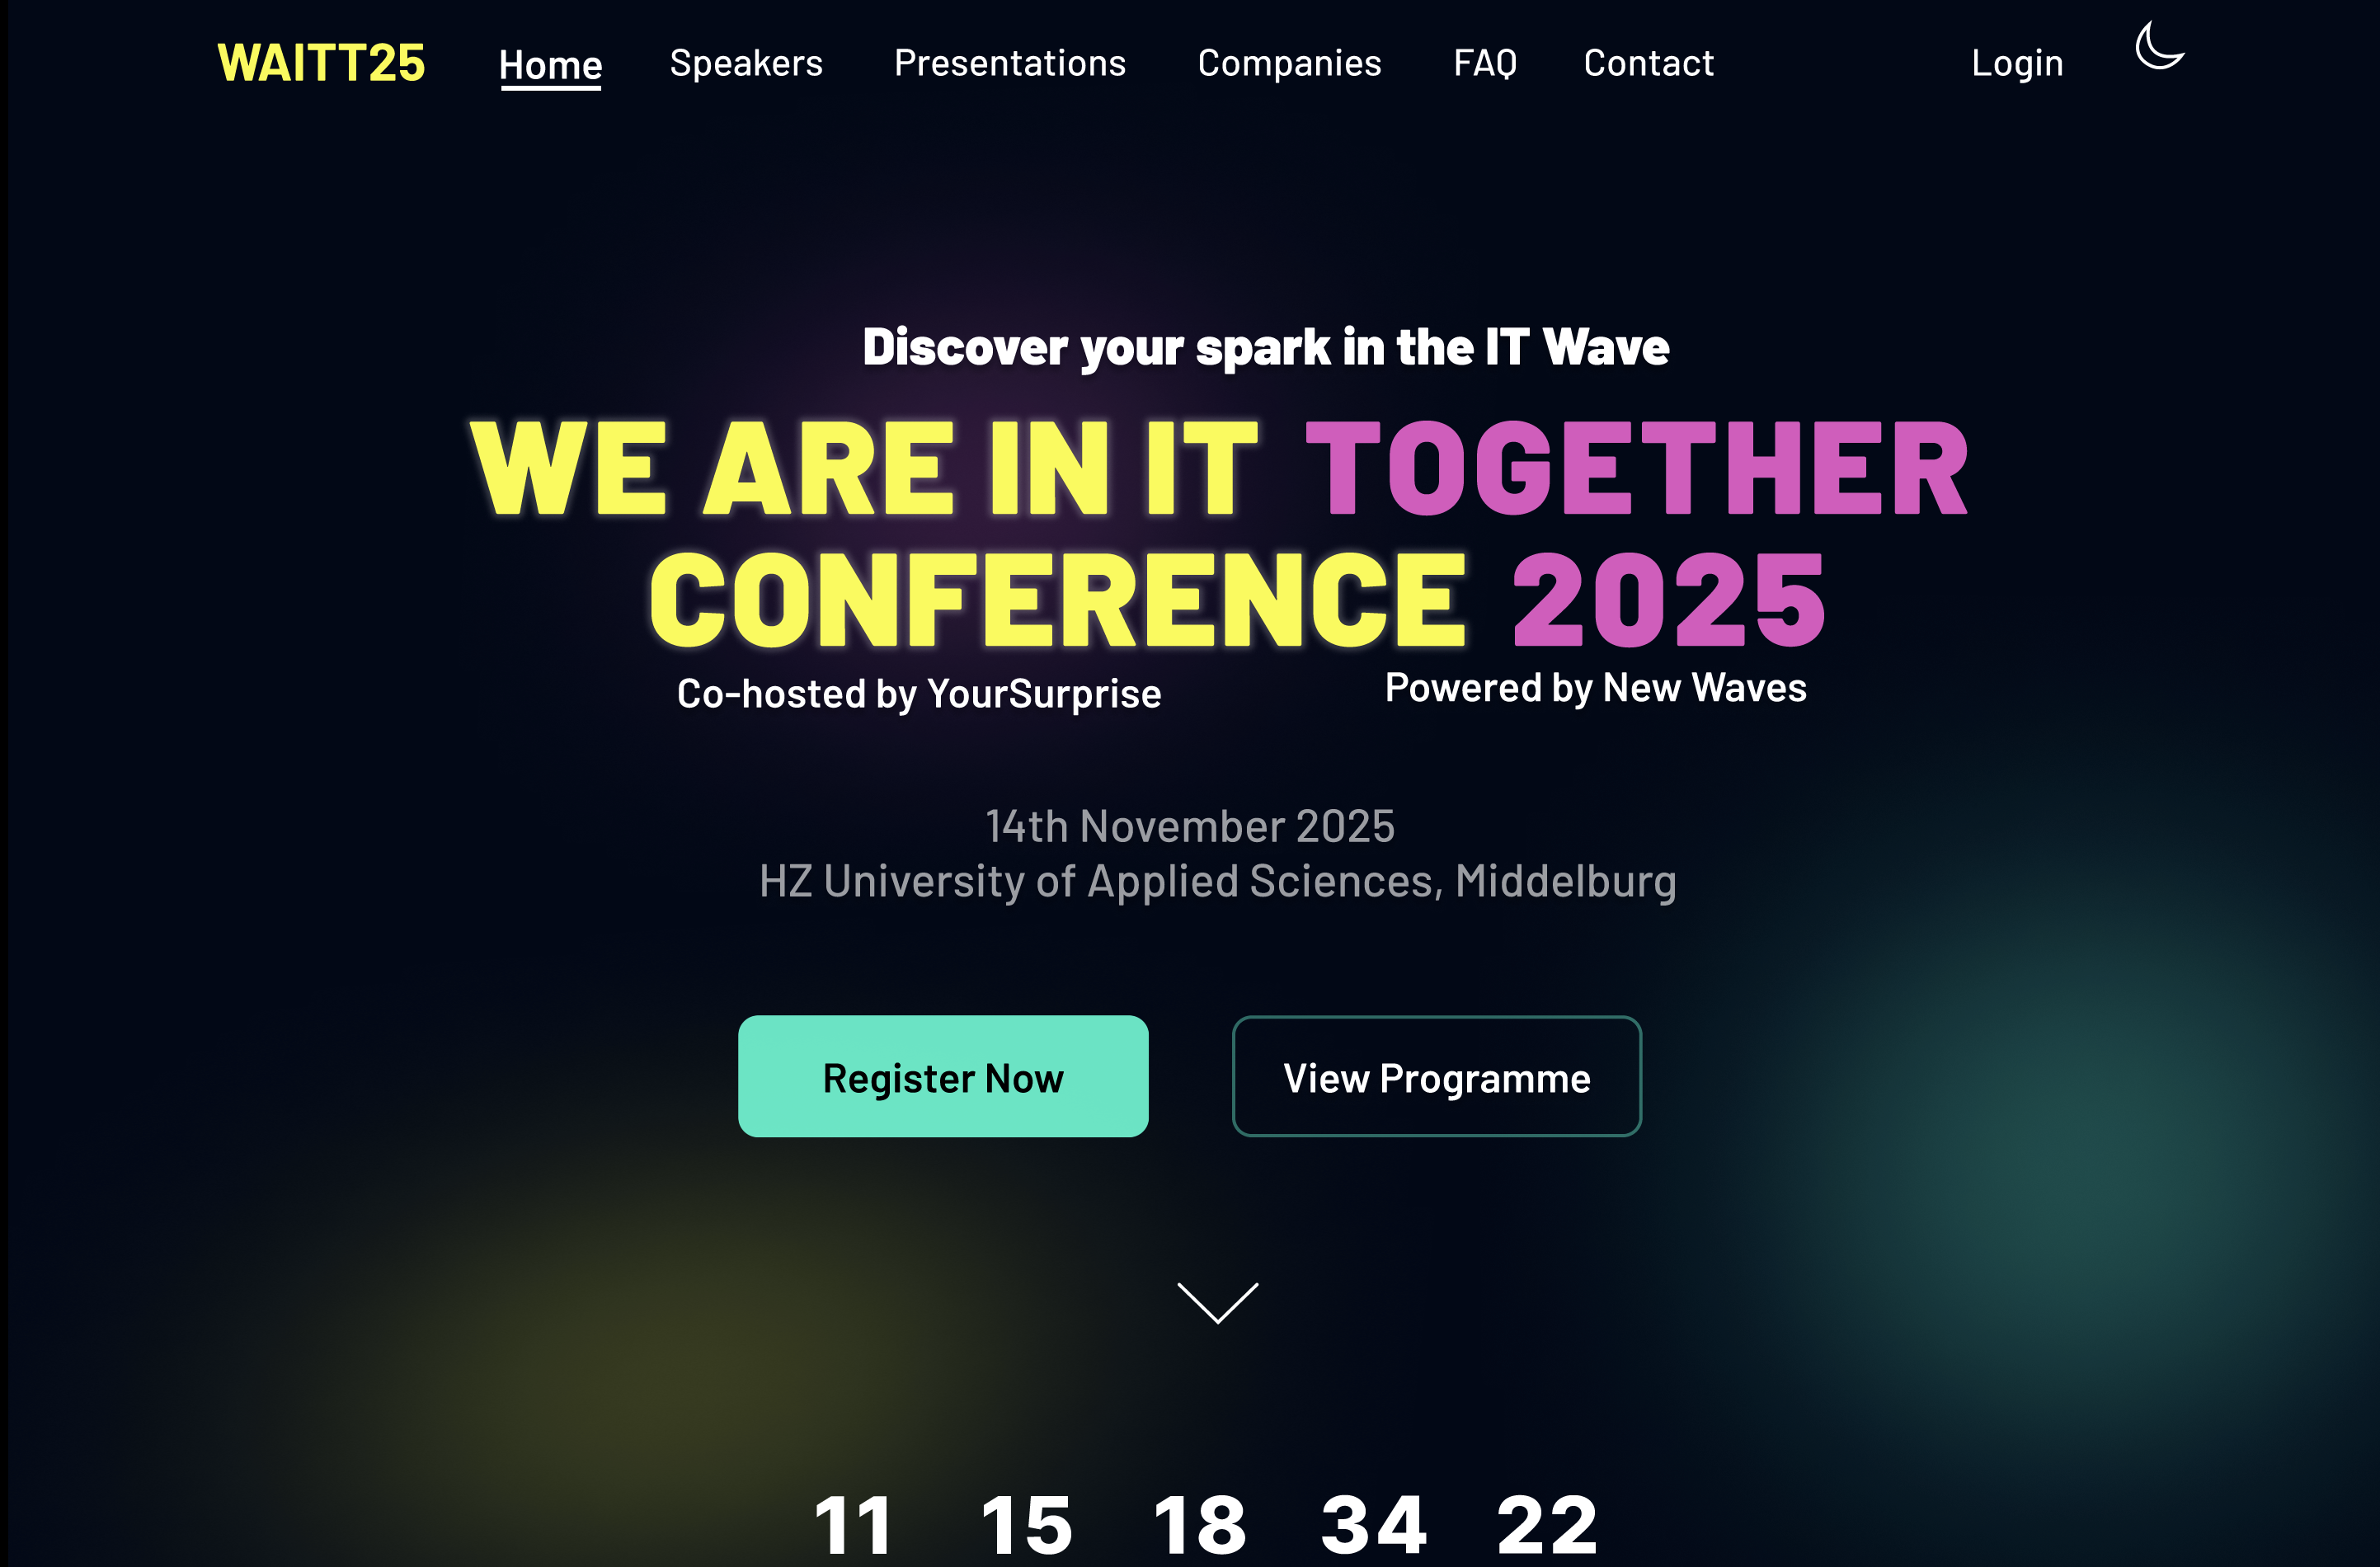 WAITT25 Home Speakers Presentations Companies FAQ Contact Login
Discover your spark in the IT Wave
WE ARE IN IT TOGETHER
CONFERENCE 2025
Co-hosted by YourSurprise Powered by New Waves
14th November 2025
HZ University of Applied Sciences, Middelburg
Register Now View Programme
11 15 18 34 22